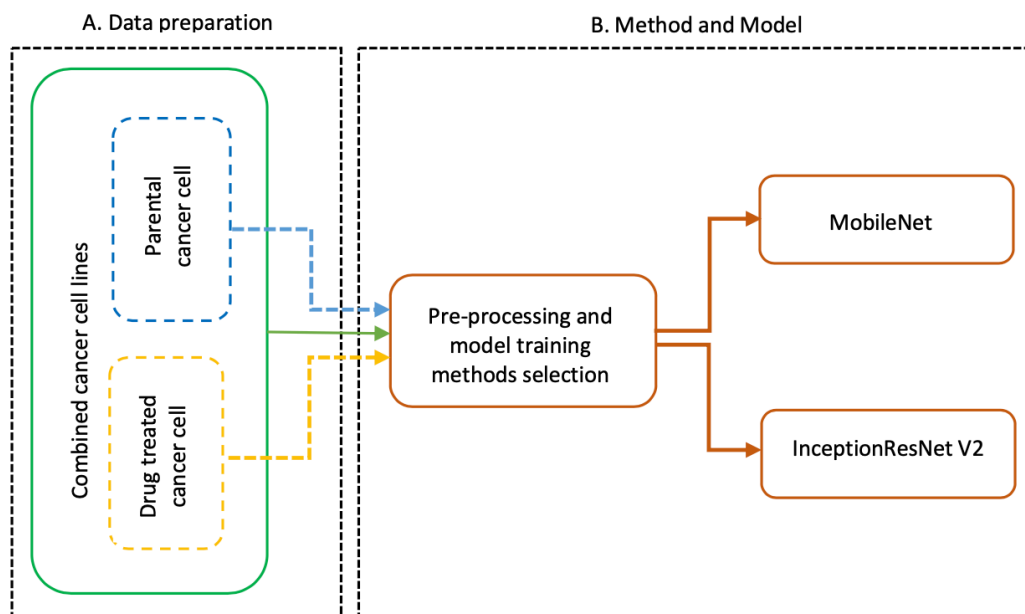 A. Data preparation
B. Method and Model
Combined cancer cell lines
Parental
cancer cell
Drug treated
cancer cell
Pre-processing and
model training
methods selection
MobileNet
InceptionResNet V2